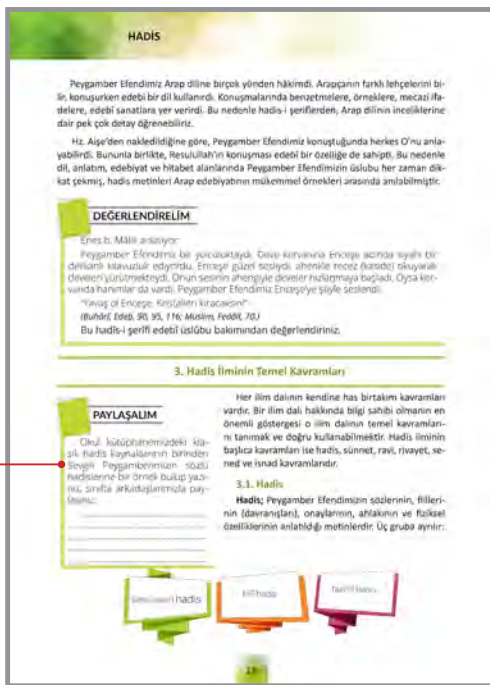 HADİS
Peygamber Efendimiz Arap diline birçok yönden hâkimdi. Arapçanın farklı lehçelerini bi-
lir, konuşurken edebî bir dil kullanırdı. Konuşmalarında benzetmelere, örneklere, mecazi ifa-
delere, edebî sanatlara yer verirdi. Bu nedenle hadis-i şeriflerden, Arap dilinin inceliklerine
dair pek çok detay öğrenebiliriz.
Hz. Aişe'den nakledildiğine göre, Peygamber Efendimiz konuştuğunda herkes O'nu anla-
yabilirdi. Bununla birlikte, Resulullah'ın konuşması edebî bir özelliğe de sahipti. Bu nedenle
dil, anlatım, edebiyat ve hitabet alanlarında Peygamber Efendimizin üslubu her zaman dik-
kat çekmiş, hadis metinleri Arap edebiyatının mükemmel örnekleri arasında anılabilmiştir.
DEĞERLENDİRELİM
Enes b. Mâlik anlatıyor:
Peygamber Efendimiz bir yolculuktaydı. Deve kervanına Enceşe adında siyahî bir
delikanlı kılavuzluk ediyordu. Enceşe güzel sesliydi, ahenkle recez (kaside) okuyarak
develeri yürütmekteydi. Onun sesinin ahengiyle develer hızlanmaya başladı. Oysa ker-
vanda hanımlar da vardı. Peygamber Efendimiz Enceşe'ye şöyle seslendi:
"Yavaş ol Enceşe. Kristalleri kıracaksın!"
(Buhârî, Edeb, 90, 95, 116; Muslim, Fedâil, 70.)
Bu hadis-i şerifi edebî üslûbu bakımından değerlendiriniz.
3. Hadis İlminin Temel Kavramları
PAYLAŞALIM
Okul kütüphanemizdeki kla-
sik hadis kaynaklarının birinden
Sevgili Peygamberimizin sözlü
hadislerine bir örnek bulup yazı-
nız, sınıfta arkadaşlarınızla pay-
laşınız.
Her ilim dalının kendine has birtakım kavramları
vardır. Bir ilim dalı hakkında bilgi sahibi olmanın en
önemli göstergesi o ilim dalının temel kavramları-
nı tanımak ve doğru kullanabilmektir. Hadis ilminin
başlıca kavramları ise hadis, sünnet, ravi, rivayet, se-
ned ve isnad kavramlarıdır.
3.1. Hadis
Hadis; Peygamber Efendimizin sözlerinin, fiilleri-
nin (davranışları), onaylarının, ahlakının ve fiziksel
özelliklerinin anlatıldığı metinlerdir. Üç gruba ayrılır:
hadis
Fiilî hadis
Takrirî hadis